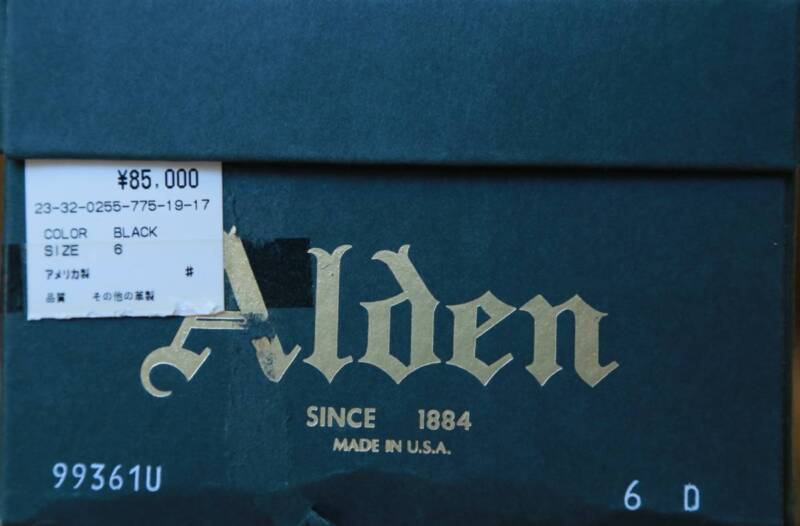 ¥85,000
23-32-0255-775-19-17
COLOR BLACK
SIZE 6
アメリカ製 #
品質 その他の革製
Alden
SINCE 1884
MADE IN U.S.A.
99361U
6 D